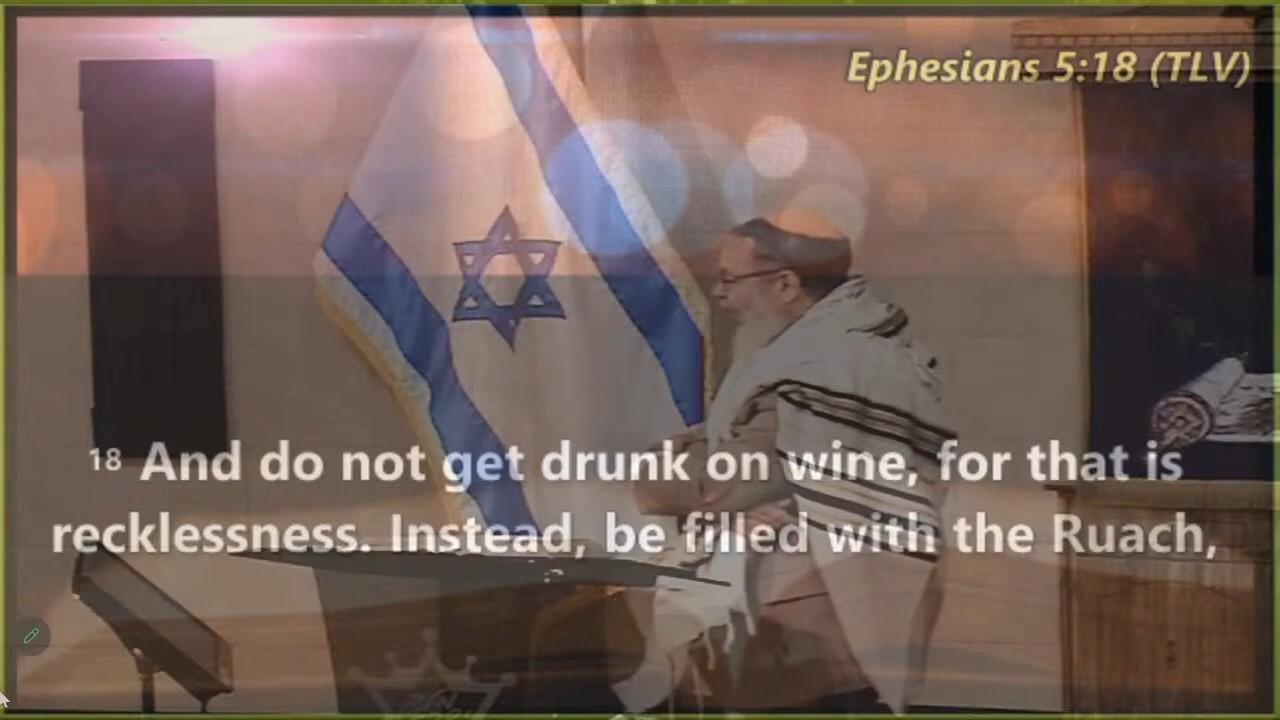 Ephesians 5:18 (TLV)
18 And do not get drunk on wine, for that is
recklessness. Instead, be filled with the Ruach,